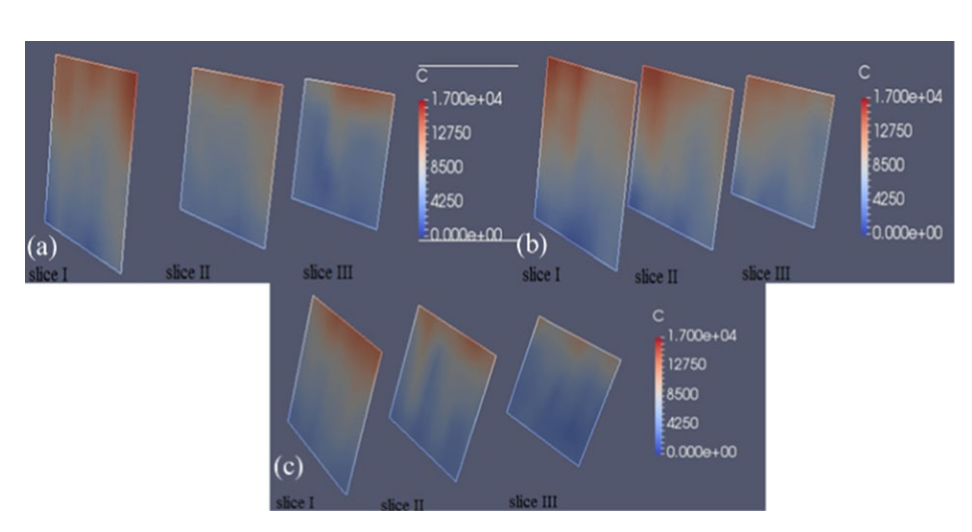 C
1.700e+04
12750
8500
4250
0.000e+00
(a)
slice I
slice II
slice III
C
1.700e+04
12750
8500
4250
0.000e+00
(b)
slice I
slice II
slice III
C
1.700e+04
12750
8500
4250
0.000e+00
(c)
slice I
slice II
slice III